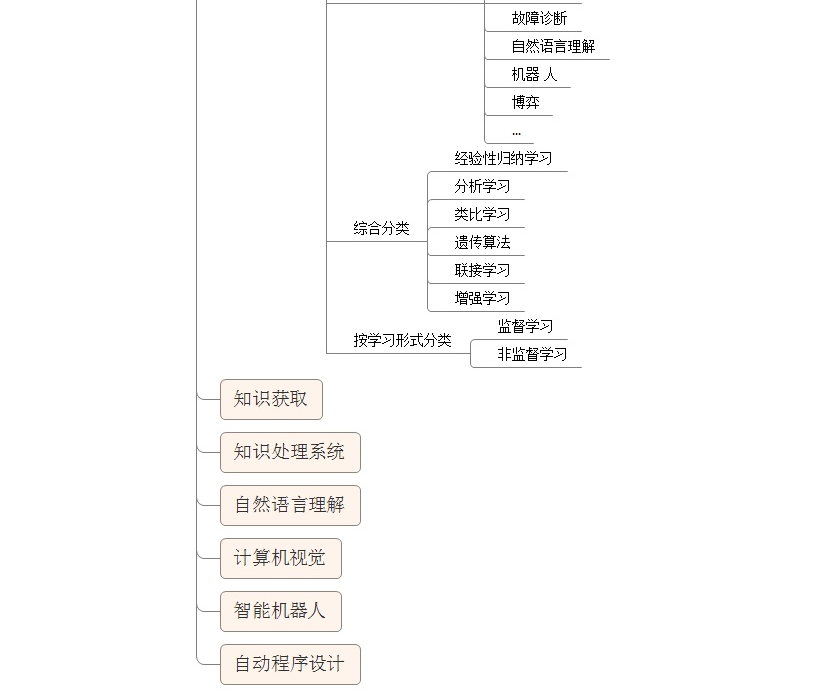 故障诊断
自然语言理解
机器 人
博弈
...
经验性归纳学习
分析学习
类比学习
综合分类
遗传算法
联接学习
增强学习
监督学习
按学习形式分类
非监督学习
知识获取
知识处理系统
自然语言理解
计算机视觉
智能机器人
自动程序设计